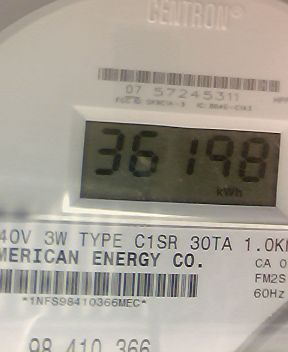 CENTRON®
07 57245311
36198
kWh
40V 3W TYPE C1SR 30TA 1.0K
MERICAN ENERGY CO.
CA 0
FM2S
60Hz
*1NFS98410366MEC*
98 410 366